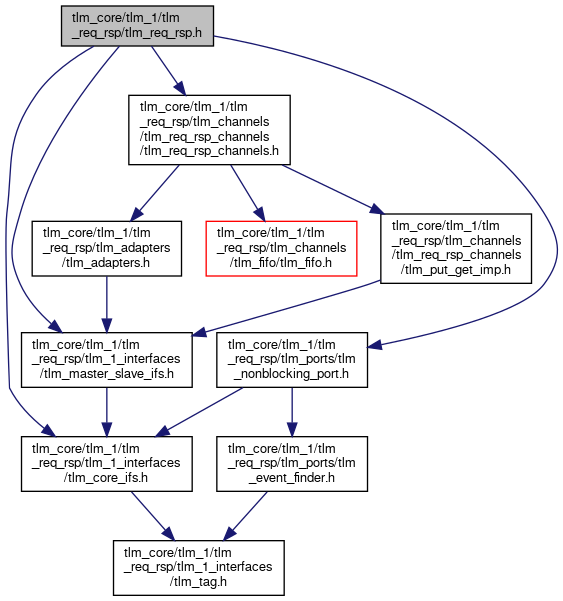 tlm_core/tlm_1/tlm
_req_rsp/tlm_req_rsp.h
tlm_core/tlm_1/tlm
_req_rsp/tlm_channels
/tlm_req_rsp_channels
/tlm_req_rsp_channels.h
tlm_core/tlm_1/tlm
_req_rsp/tlm_adapters
/tlm_adapters.h
tlm_core/tlm_1/tlm
_req_rsp/tlm_channels
/tlm_fifo/tlm_fifo.h
tlm_core/tlm_1/tlm
_req_rsp/tlm_channels
/tlm_req_rsp_channels
/tlm_put_get_imp.h
tlm_core/tlm_1/tlm
_req_rsp/tlm_1_interfaces
/tlm_master_slave_ifs.h
tlm_core/tlm_1/tlm
_req_rsp/tlm_ports/tlm
_nonblocking_port.h
tlm_core/tlm_1/tlm
_req_rsp/tlm_1_interfaces
/tlm_core_ifs.h
tlm_core/tlm_1/tlm
_req_rsp/tlm_ports/tlm
_event_finder.h
tlm_core/tlm_1/tlm
_req_rsp/tlm_1_interfaces
/tlm_tag.h